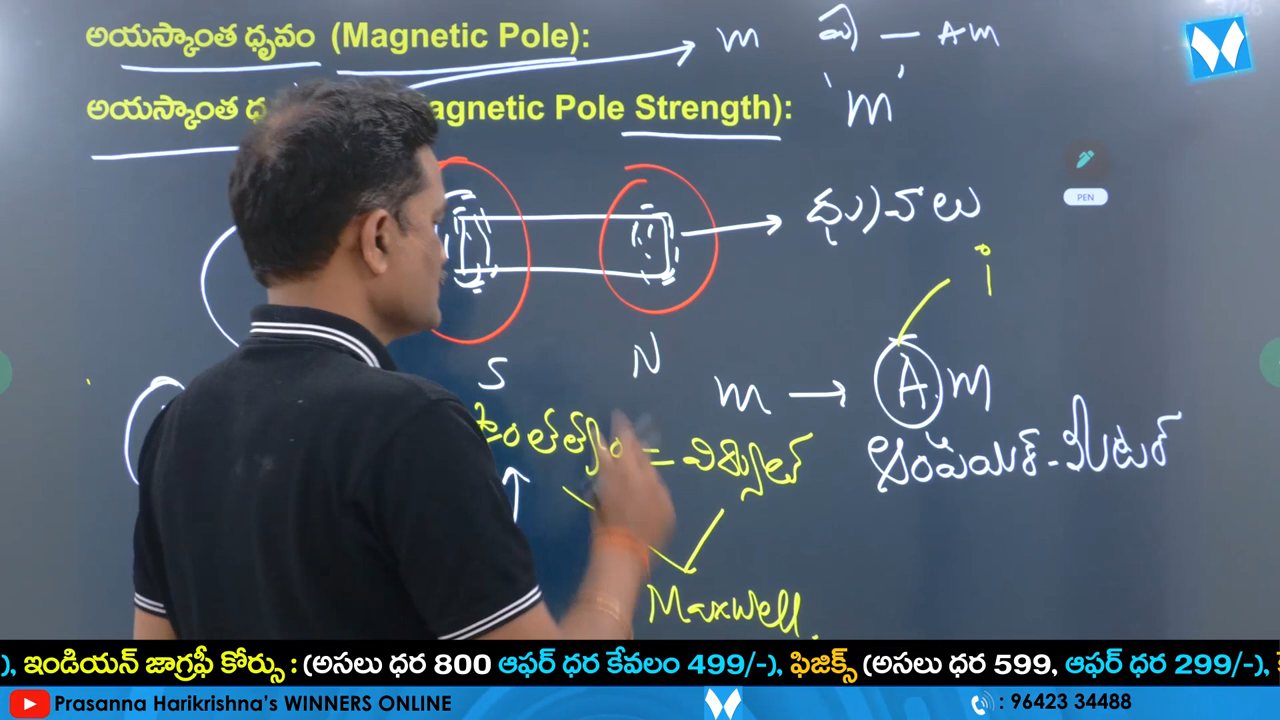 అయస్కాంత ధృవం (Magnetic Pole): m ప్ర — Am
అయస్కాంత agnetic Pole Strength): 'm'
PEN
ధృవాలు
i
S N
m → Am
ఆంపియర్-మీటర్
Maxwell.
), ఇండియన్ జాగ్రఫీ కోర్సు : (అసలు ధర 800 ఆఫర్ ధర కేవలం 499/-), ఫిజిక్స్ (అసలు ధర 599, ఆఫర్ ధర 299/-),
Prasanna Harikrishna's WINNERS ONLINE : 96423 34488